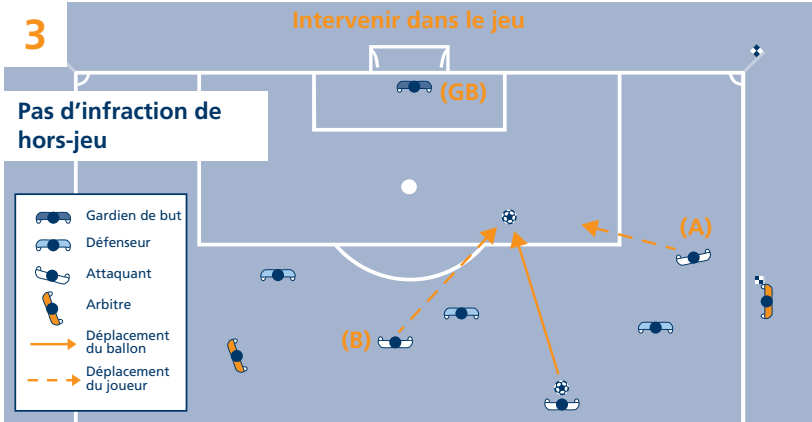 3
Intervenir dans le jeu
(GB)
Pas d’infraction de
hors-jeu
Gardien de but
Défenseur
Attaquant
Arbitre
Déplacement
du ballon
Déplacement
du joueur
(A)
(B)